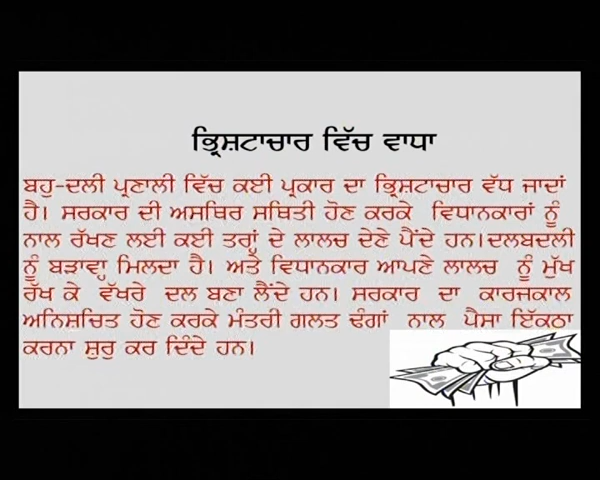 ਭ੍ਰਿਸ਼ਟਾਚਾਰ ਵਿੱਚ ਵਾਧਾ
ਬਹੁ-ਦਲੀ ਪ੍ਰਣਾਲੀ ਵਿੱਚ ਕਈ ਪ੍ਰਕਾਰ ਦਾ ਭ੍ਰਿਸ਼ਟਾਚਾਰ ਵੱਧ ਜਾਦਾਂ
ਹੈ। ਸਰਕਾਰ ਦੀ ਅਸਥਿਰ ਸਥਿਤੀ ਹੋਣ ਕਰਕੇ ਵਿਧਾਨਕਾਰਾਂ ਨੂੰ
ਨਾਲ ਰੱਖਣ ਲਈ ਕਈ ਤਰ੍ਹਾਂ ਦੇ ਲਾਲਚ ਦੇਣੇ ਪੈਂਦੇ ਹਨ।ਦਲਬਦਲੀ
ਨੂੰ ਬੜਾਵ੍ਹਾ ਮਿਲਦਾ ਹੈ। ਅਤੇ ਵਿਧਾਨਕਾਰ ਆਪਣੇ ਲਾਲਚ ਨੂੰ ਮੁੱਖ
ਰੱਖ ਕੇ ਵੱਖਰੇ ਦਲ ਬਣਾ ਲੈਂਦੇ ਹਨ। ਸਰਕਾਰ ਦਾ ਕਾਰਜਕਾਲ
ਅਨਿਸ਼ਚਿਤ ਹੋਣ ਕਰਕੇ ਮੰਤਰੀ ਗਲਤ ਢੰਗਾਂ ਨਾਲ ਪੈਸਾ ਇੱਕਠਾ
ਕਰਨਾ ਸ਼ੁਰੂ ਕਰ ਦਿੰਦੇ ਹਨ।